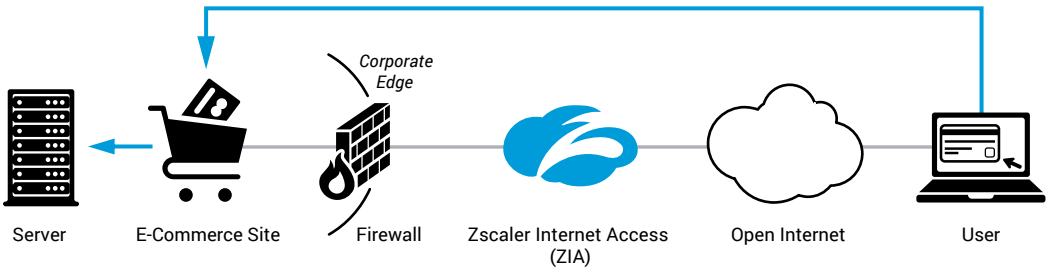 Corporate
Edge
Server
E-Commerce Site
Firewall
Zscaler Internet Access
(ZIA)
Open Internet
User